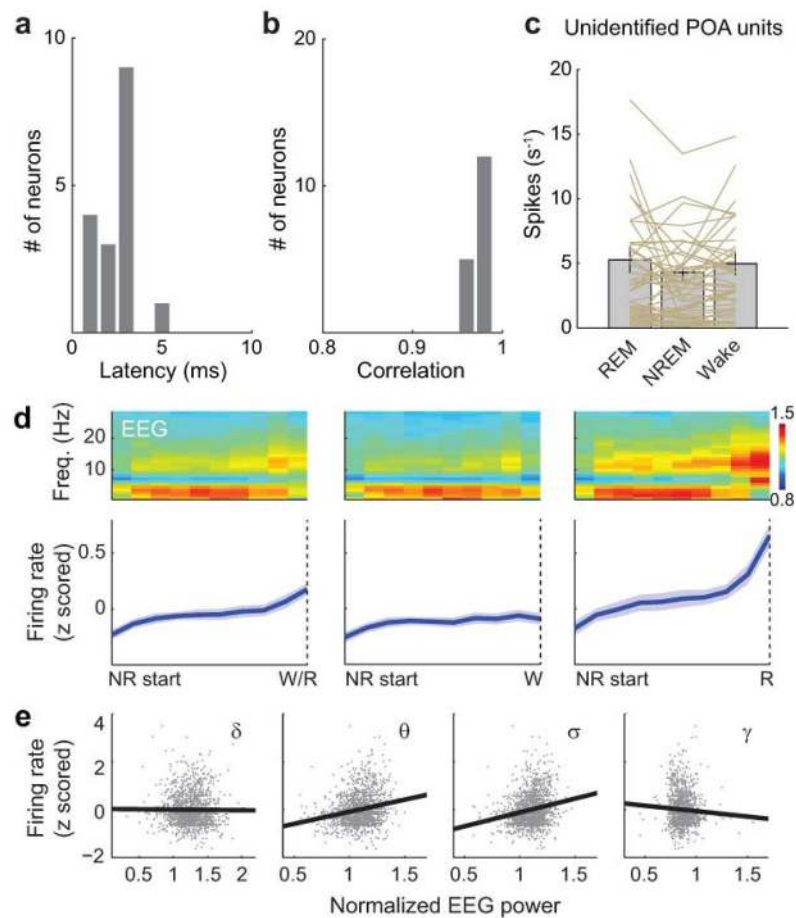 a
b
c Unidentified POA units
10
5
# of neurons
0 5 10
Latency (ms)
20
10
# of neurons
0
0.8 0.9 1
Correlation
20
15
10
5
0
Spikes (s⁻¹)
REM NREM Wake
d
EEG
Freq. (Hz)
20
10
1.5
0.8
Firing rate
(z scored)
0.5
0
NR start W/R
NR start W
NR start R
e
Firing rate
(z scored)
4
2
0
−2
δ θ σ γ
0.5 1 1.5 2
0.5 1 1.5
0.5 1 1.5
0.5 1 1.5
Normalized EEG power